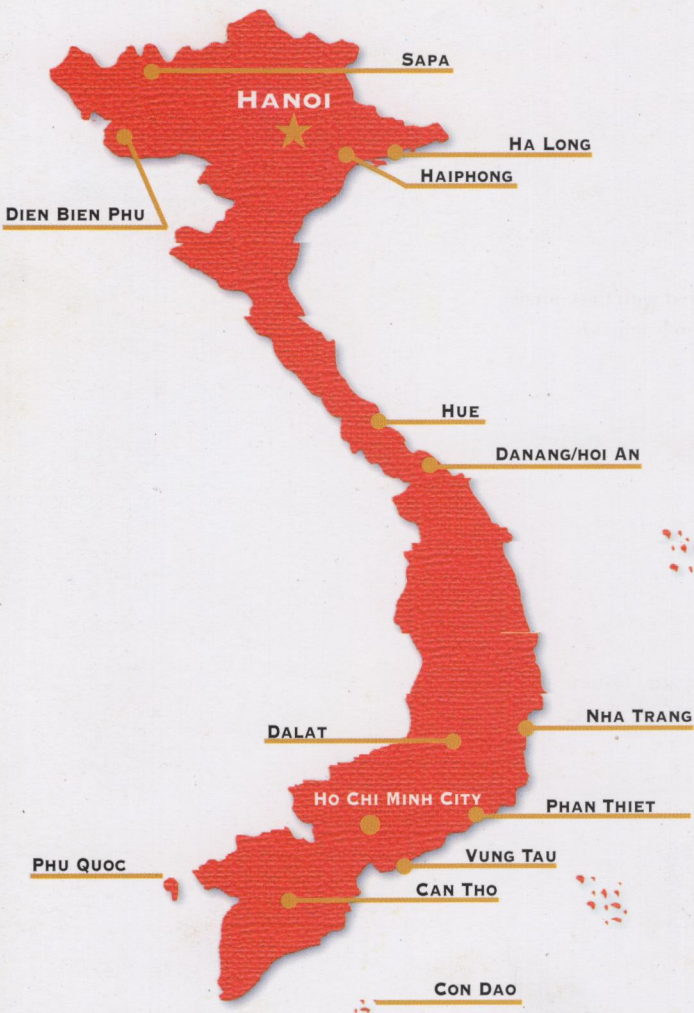 SAPA
HANOI
HA LONG
HAIPHONG
DIEN BIEN PHU
HUE
DANANG/HOI AN
NHA TRANG
DALAT
HO CHI MINH CITY
PHAN THIET
VUNG TAU
PHU QUOC
CAN THO
CON DAO